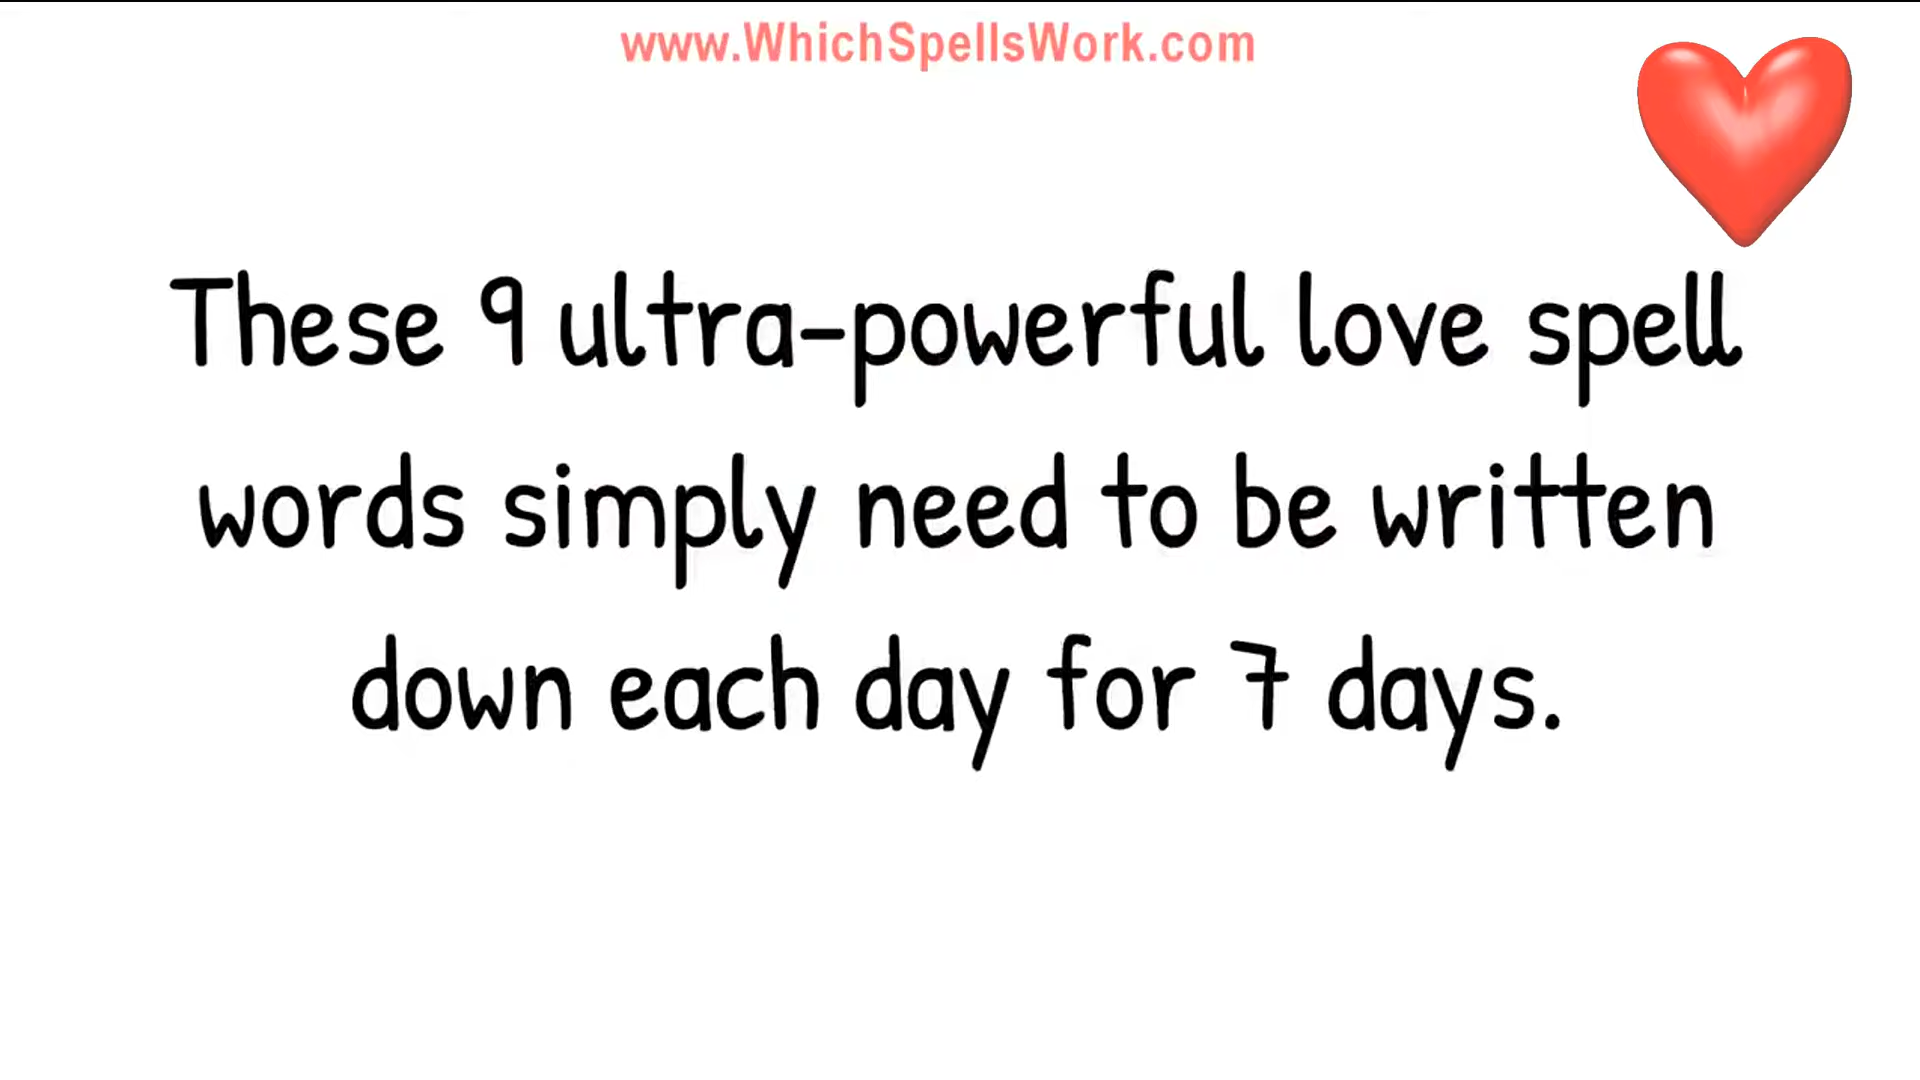 www.WhichSpellsWork.com
These 9 ultra-powerful love spell
words simply need to be written
down each day for 7 days.